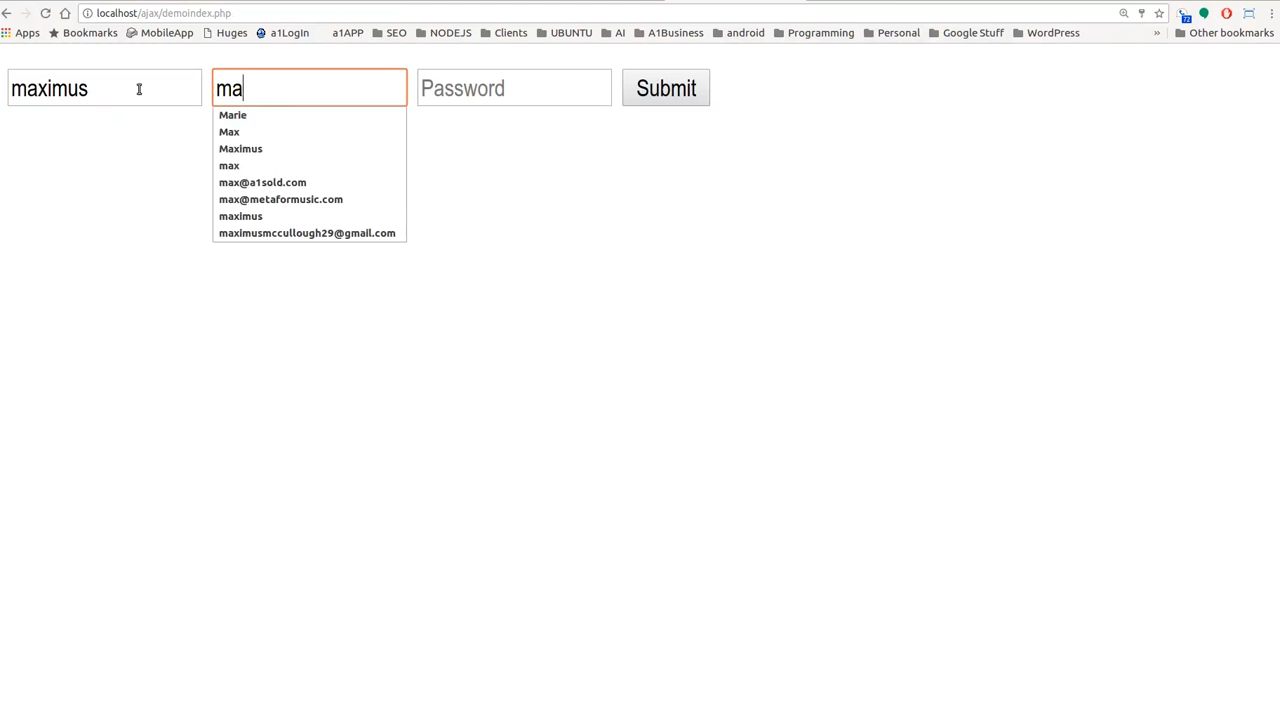 localhost/ajax/demoindex.php
72
Apps Bookmarks MobileApp Huges a1LogIn a1APP SEO NODEJS Clients UBUNTU AI A1Business android Programming Personal Google Stuff WordPress » Other bookmarks
maximus ma Password Submit
Marie
Max
Maximus
max
max@a1sold.com
max@metaformusic.com
maximus
maximusmccullough29@gmail.com